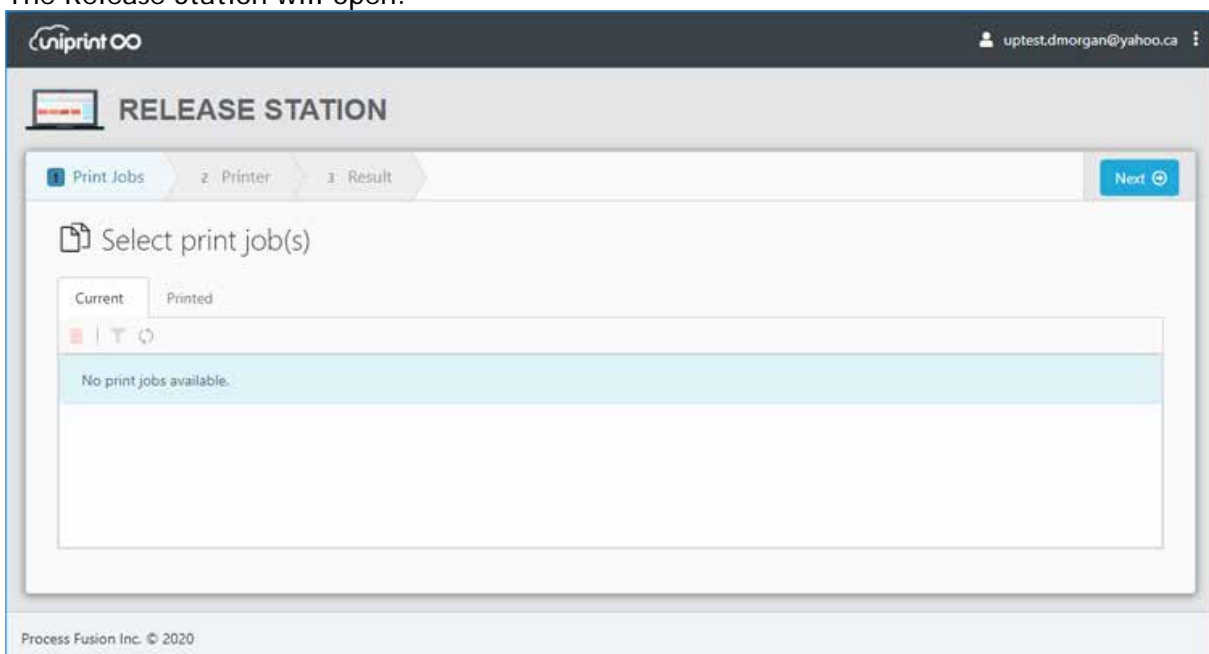 The Release Station will open.
uniprint
uptest.dmorgan@yahoo.ca
RELEASE STATION
1 Print Jobs 2 Printer 3 Result Next
Select print job(s)
Current Printed
No print jobs available.
Process Fusion Inc. © 2020